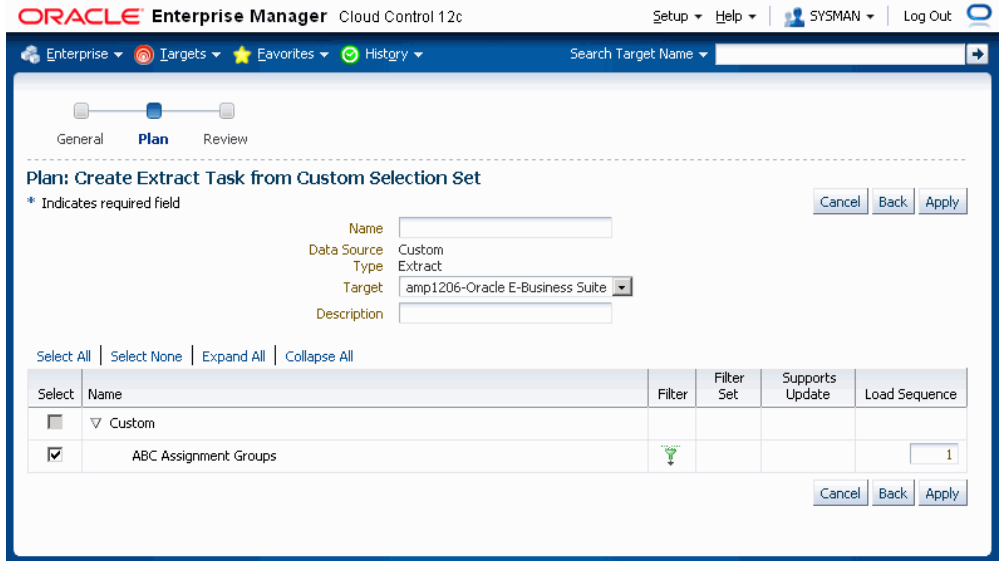 ORACLE Enterprise Manager Cloud Control 12c Setup Help SYSMAN Log Out
Enterprise Targets Favorites History Search Target Name
General Plan Review
Plan: Create Extract Task from Custom Selection Set
* Indicates required field Cancel Back Apply
Name
Data Source Custom
Type Extract
Target amp1206-Oracle E-Business Suite
Description
Select All Select None Expand All Collapse All
Select Name Filter Filter Set Supports Update Load Sequence
Custom
ABC Assignment Groups 1
Cancel Back Apply